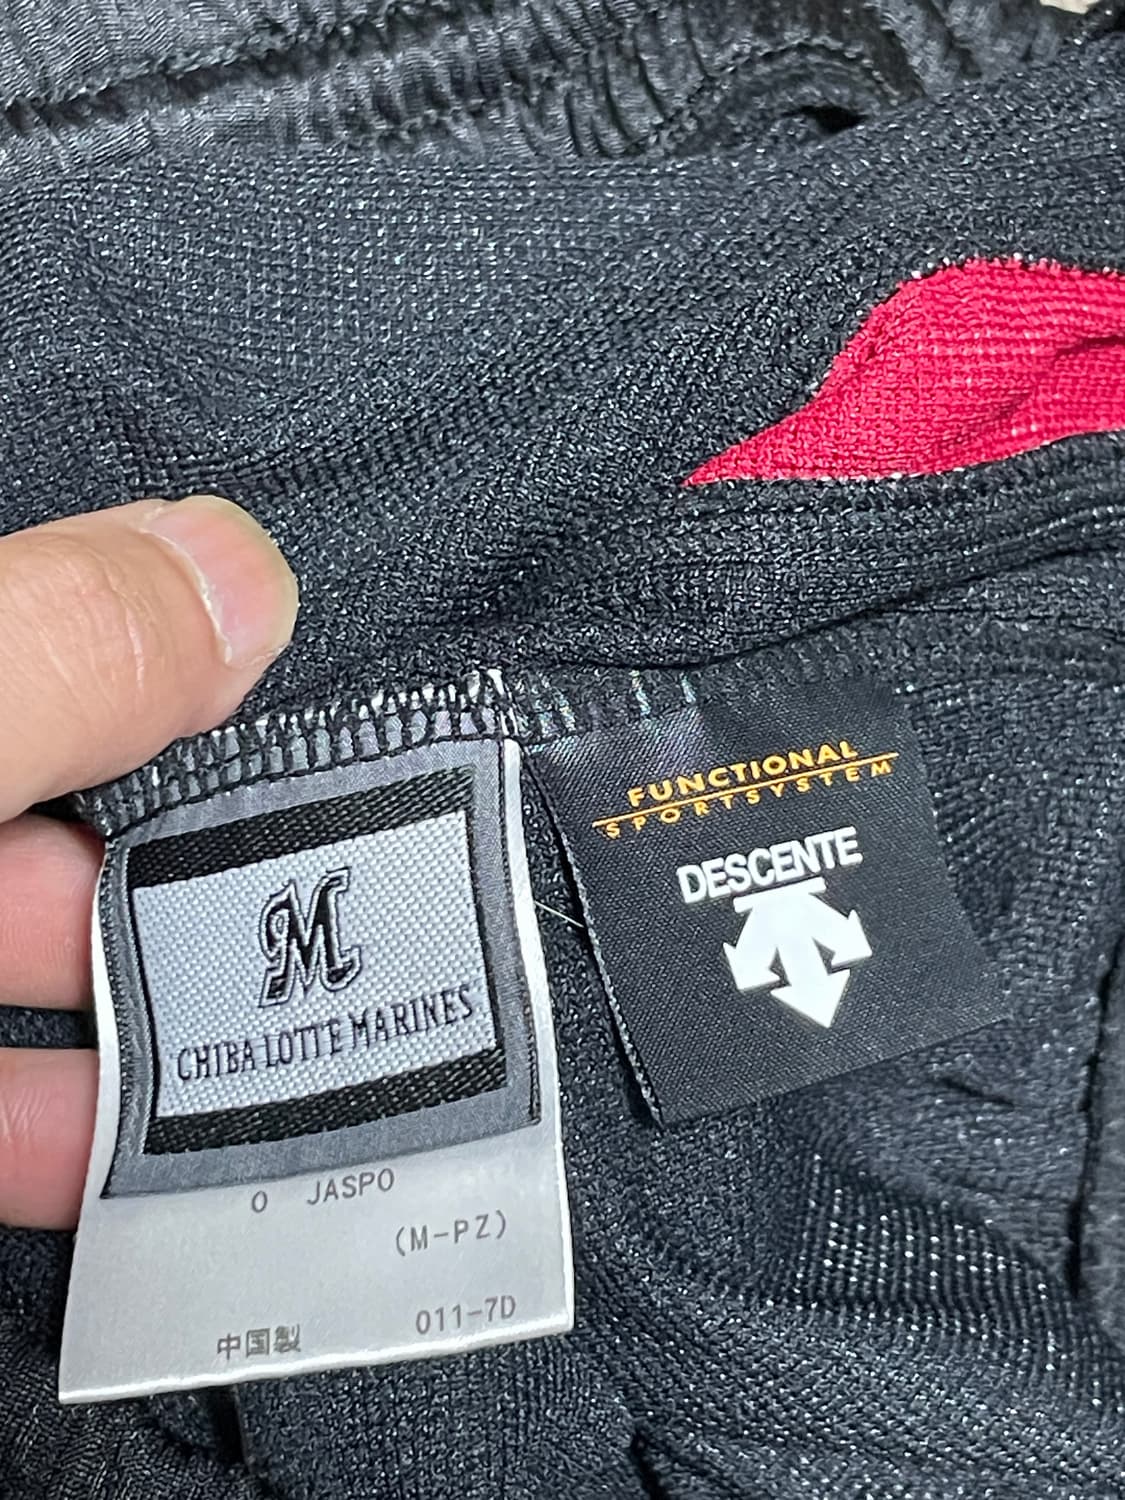 M
CHIBA LOTTE MARINES
O JASPO
(M-PZ)
011-7D
中国製
FUNCTIONAL
SPORTSYSTEM
DESCENTE